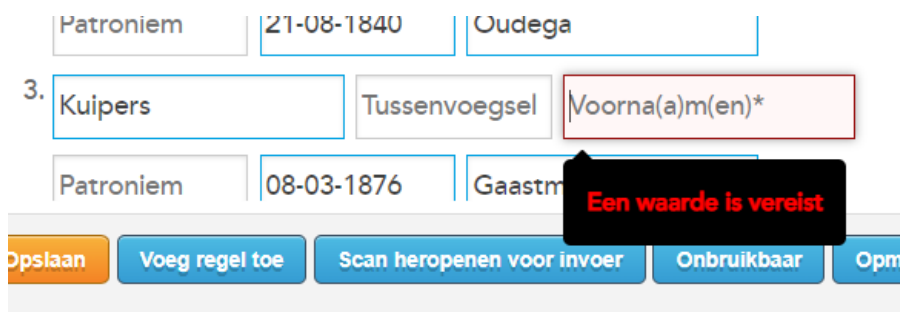 Patroniem 21-08-1840 Oudega
3. Kuipers Tussenvoegsel Voorna(a)m(en)*
Patroniem 08-03-1876 Gaastm
Een waarde is vereist
Opslaan Voeg regel toe Scan heropenen voor invoer Onbruikbaar Opm